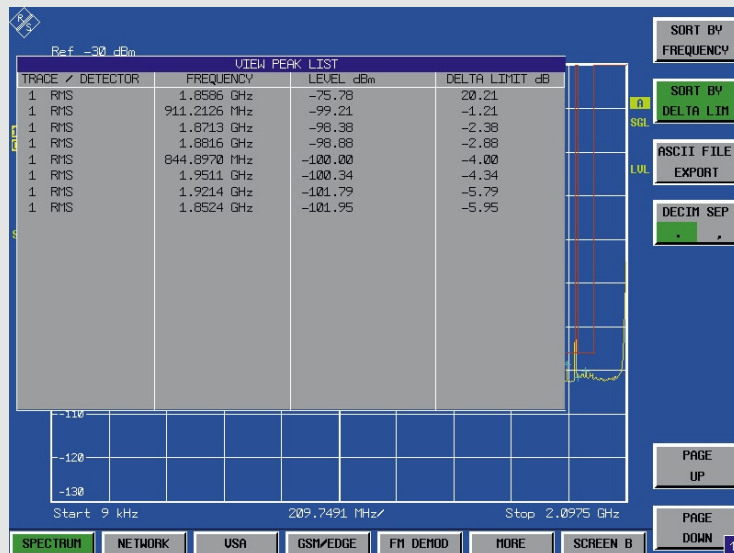 R/S
Ref -30 dBm
VIEW PEAK LIST
TRACE / DETECTOR FREQUENCY LEVEL dBm DELTA LIMIT dB
1 RMS 1.8586 GHz -75.78 20.21
1 RMS 911.2126 MHz -99.21 -1.21
1 RMS 1.8713 GHz -98.38 -2.38
1 RMS 1.8816 GHz -98.88 -2.88
1 RMS 844.8970 MHz -100.00 -4.00
1 RMS 1.9511 GHz -100.34 -4.34
1 RMS 1.9214 GHz -101.79 -5.79
1 RMS 1.8524 GHz -101.95 -5.95
A
SGL
LVL
-110
-120
-130
Start 9 kHz 209.7491 MHz/ Stop 2.0975 GHz
SORT BY
FREQUENCY
SORT BY
DELTA LIM
ASCII FILE
EXPORT
DECIM SEP
. ,
PAGE
UP
PAGE
DOWN
SPECTRUM NETWORK VSA GSM/EDGE FM DEMOD MORE SCREEN B